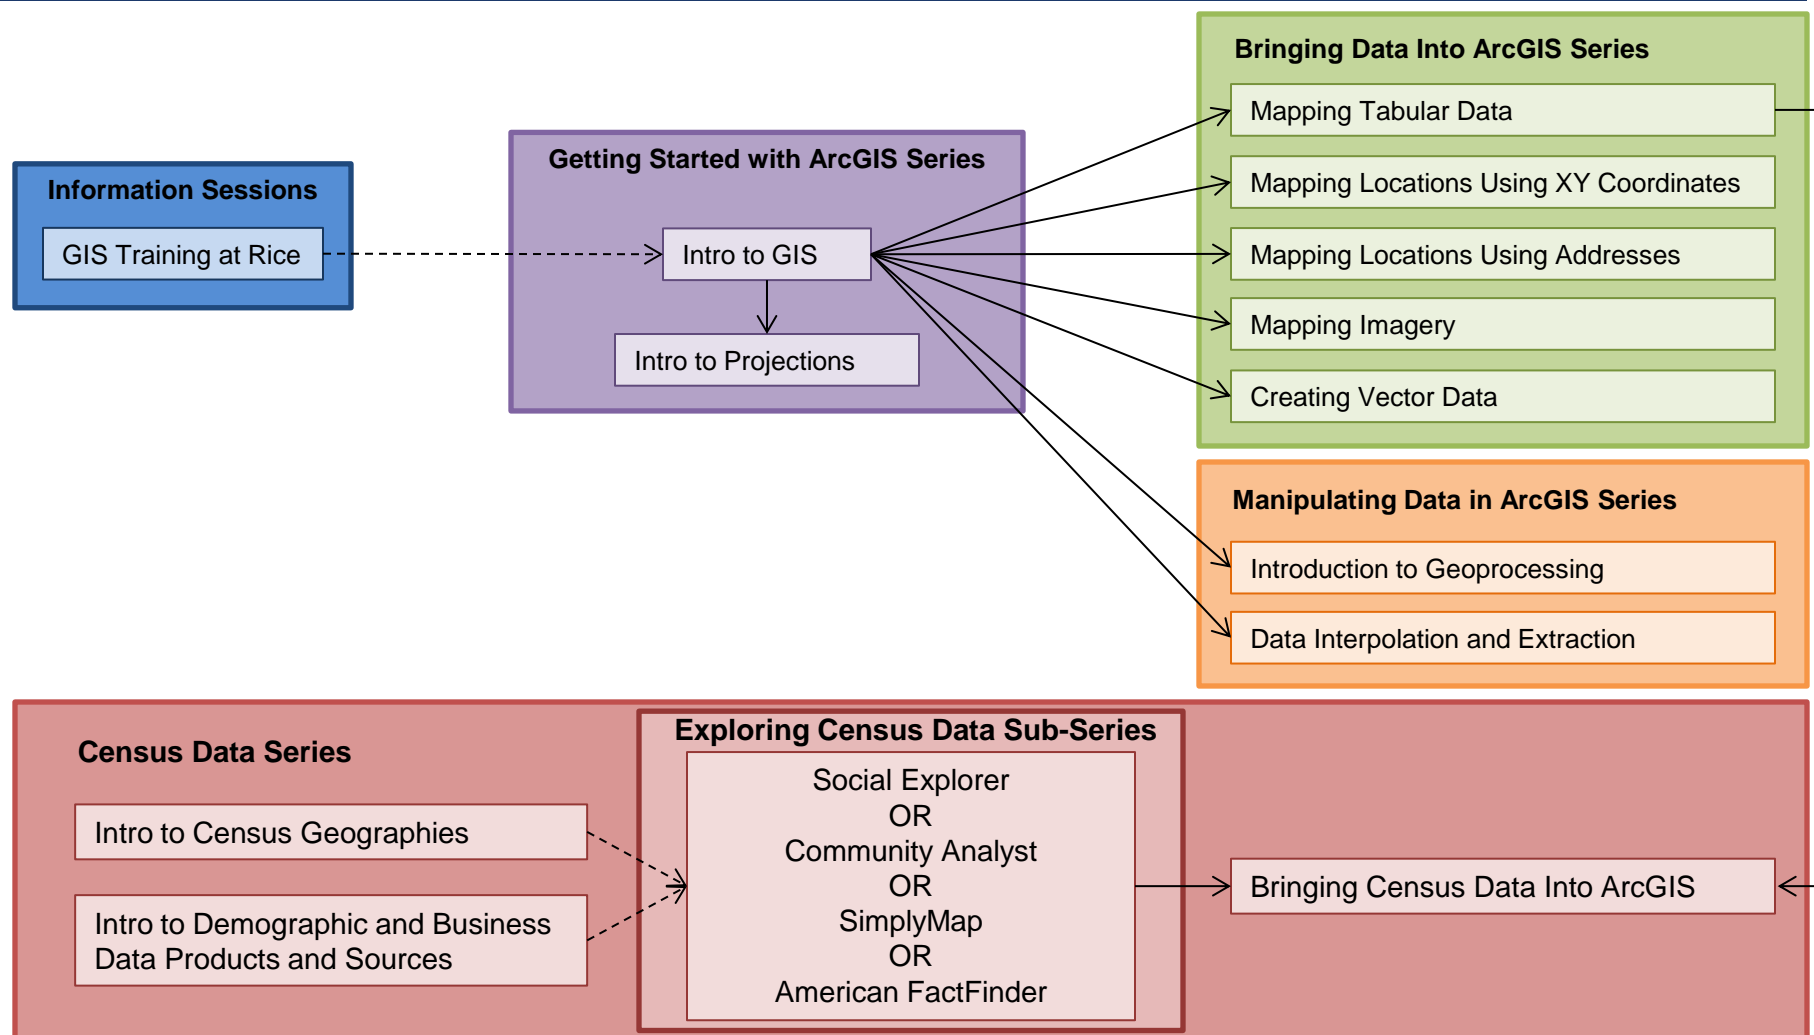 Information Sessions
GIS Training at Rice
Getting Started with ArcGIS Series
Intro to GIS
Intro to Projections
Bringing Data Into ArcGIS Series
Mapping Tabular Data
Mapping Locations Using XY Coordinates
Mapping Locations Using Addresses
Mapping Imagery
Creating Vector Data
Manipulating Data in ArcGIS Series
Introduction to Geoprocessing
Data Interpolation and Extraction
Census Data Series
Intro to Census Geographies
Intro to Demographic and Business
Data Products and Sources
Exploring Census Data Sub-Series
Social Explorer
OR
Community Analyst
OR
SimplyMap
OR
American FactFinder
Bringing Census Data Into ArcGIS